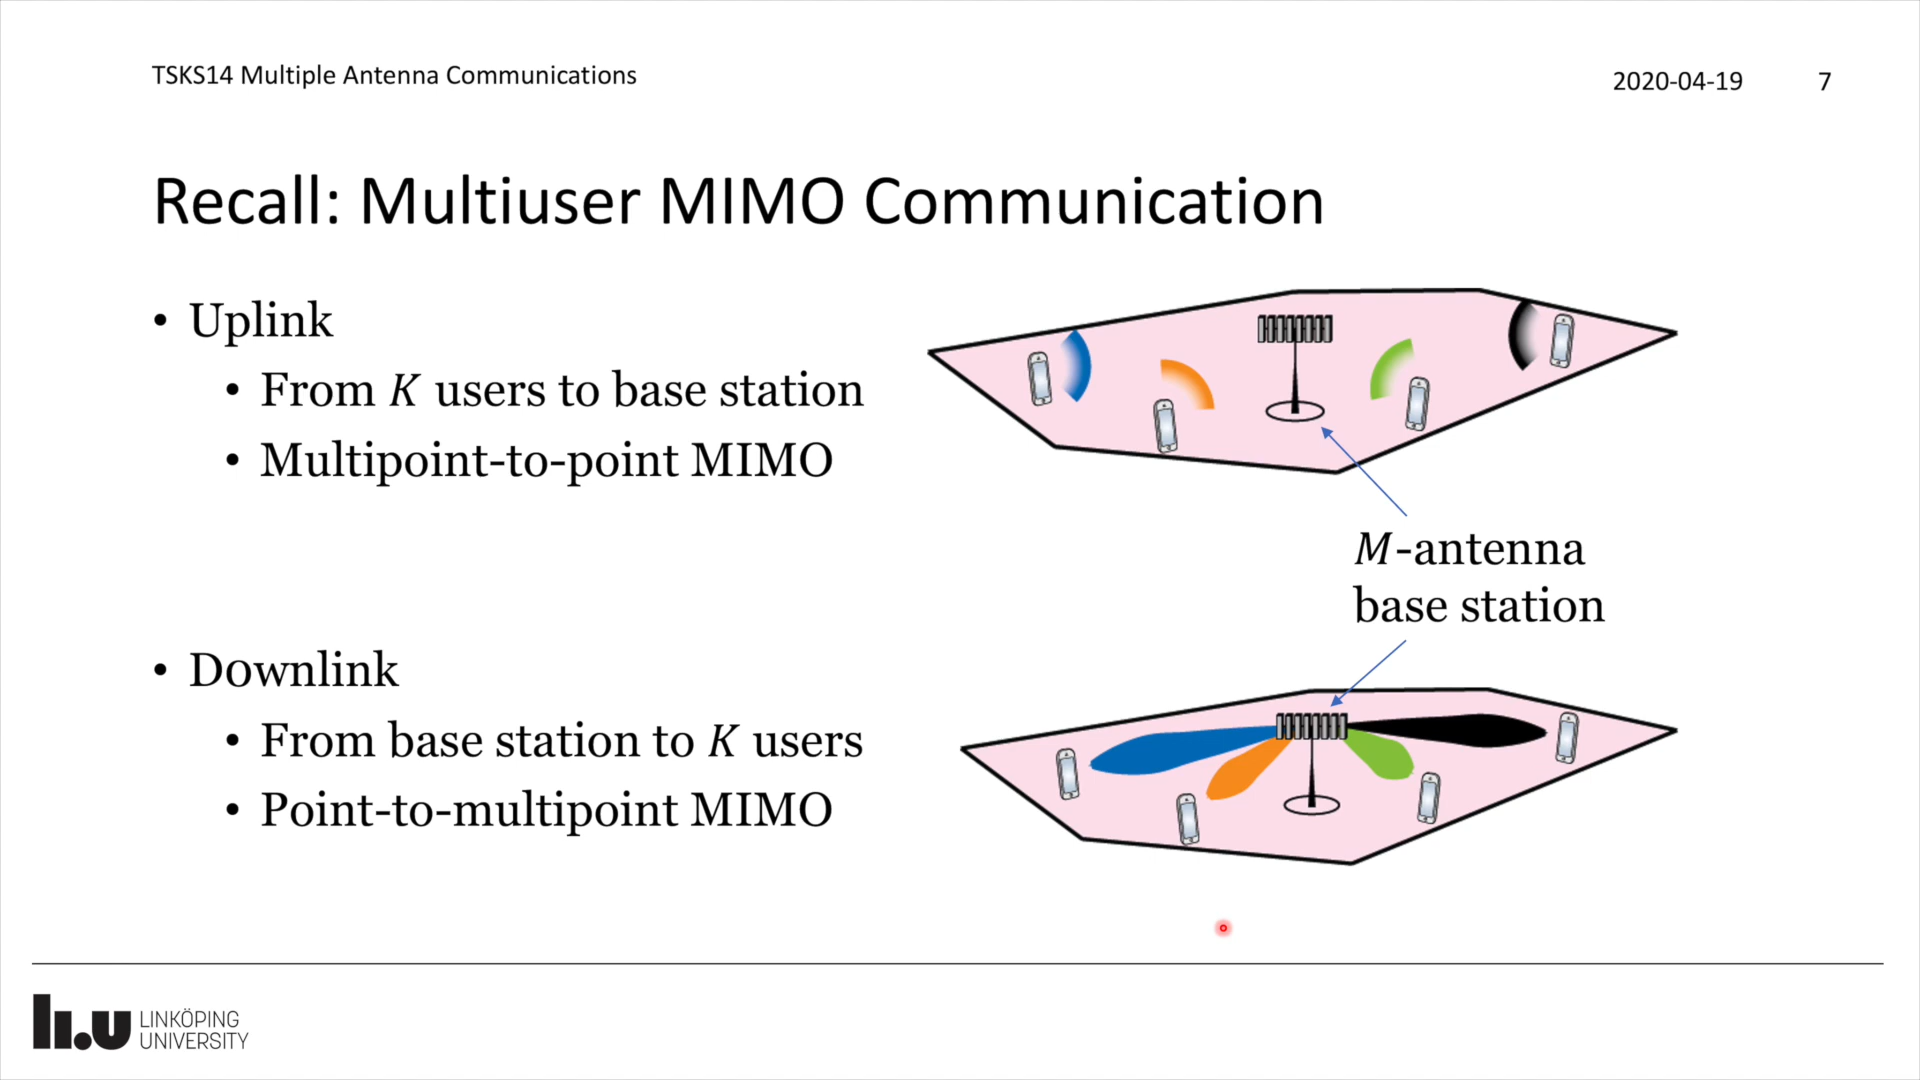 TSKS14 Multiple Antenna Communications
2020-04-19
7
Recall: Multiuser MIMO Communication
• Uplink
• From K users to base station
• Multipoint-to-point MIMO
M-antenna
base station
• Downlink
• From base station to K users
• Point-to-multipoint MIMO
li.u
LINKÖPING
UNIVERSITY